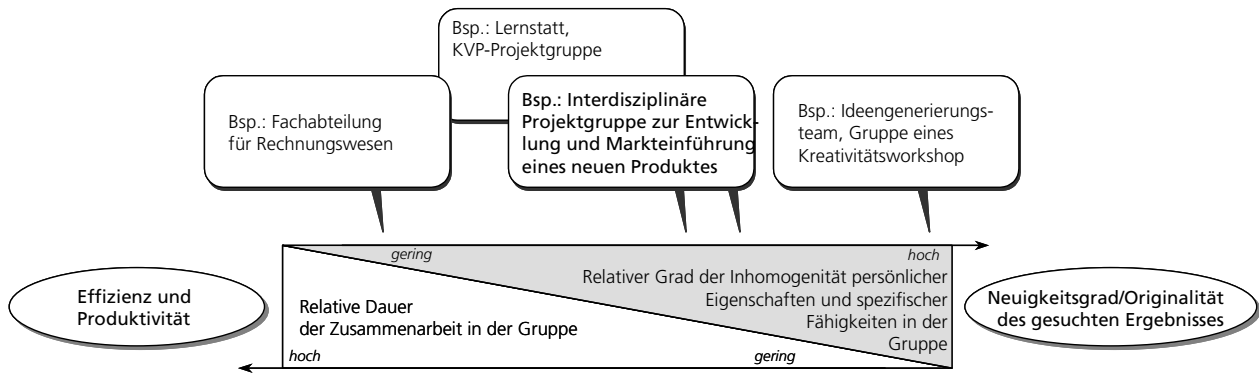 Bsp.: Lernstatt,
KVP-Projektgruppe
Bsp.: Fachabteilung
für Rechnungswesen
Bsp.: Interdisziplinäre
Projektgruppe zur Entwick-
lung und Markteinführung
eines neuen Produktes
Bsp.: Ideengenerierungs-
team, Gruppe eines
Kreativitätsworkshop
gering
hoch
Relativer Grad der Inhomogenität persönlicher
Eigenschaften und spezifischer
Fähigkeiten in der
Gruppe
Effizienz und
Produktivität
Relative Dauer
der Zusammenarbeit in der Gruppe
hoch
gering
Neuigkeitsgrad/Originalität
des gesuchten Ergebnisses